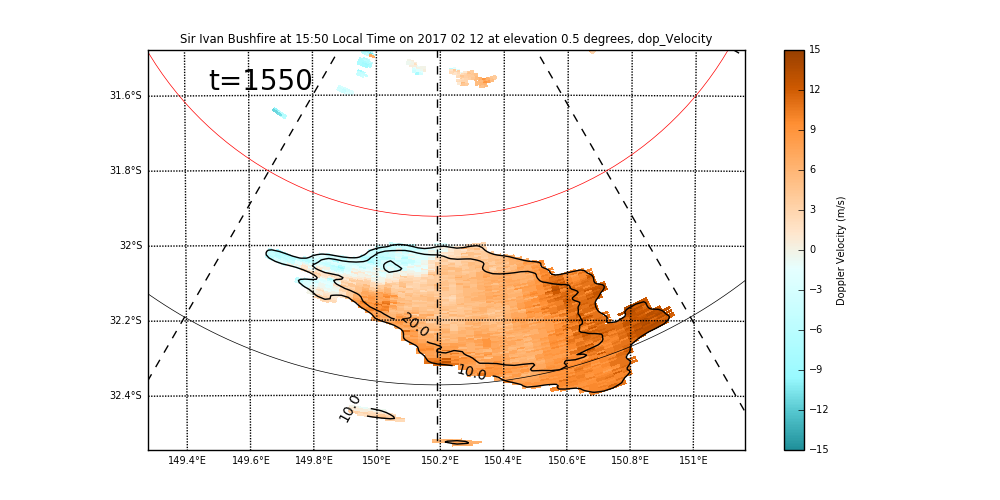 Sir Ivan Bushfire at 15:50 Local Time on 2017 02 12 at elevation 0.5 degrees, dop_Velocity
t=1550
31.6°S
31.8°S
32°S
32.2°S
32.4°S
20.0
10.0
10.0
149.4°E 149.6°E 149.8°E 150°E 150.2°E 150.4°E 150.6°E 150.8°E 151°E
15
12
9
6
3
0
−3
−6
−9
−12
−15
Doppler Velocity (m/s)